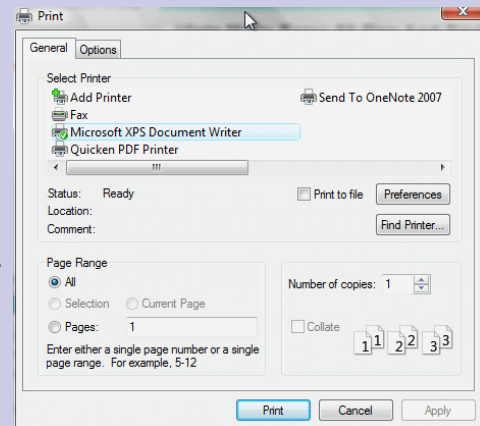 Print
General Options
Select Printer
Add Printer Send To OneNote 2007
Fax
Microsoft XPS Document Writer
Quicken PDF Printer
Status: Ready Print to file Preferences
Location:
Comment: Find Printer...
Page Range
All Number of copies: 1
Selection Current Page
Pages: 1 Collate
1 1 2 2 3 3
Enter either a single page number or a single
page range. For example, 5-12
Print Cancel Apply